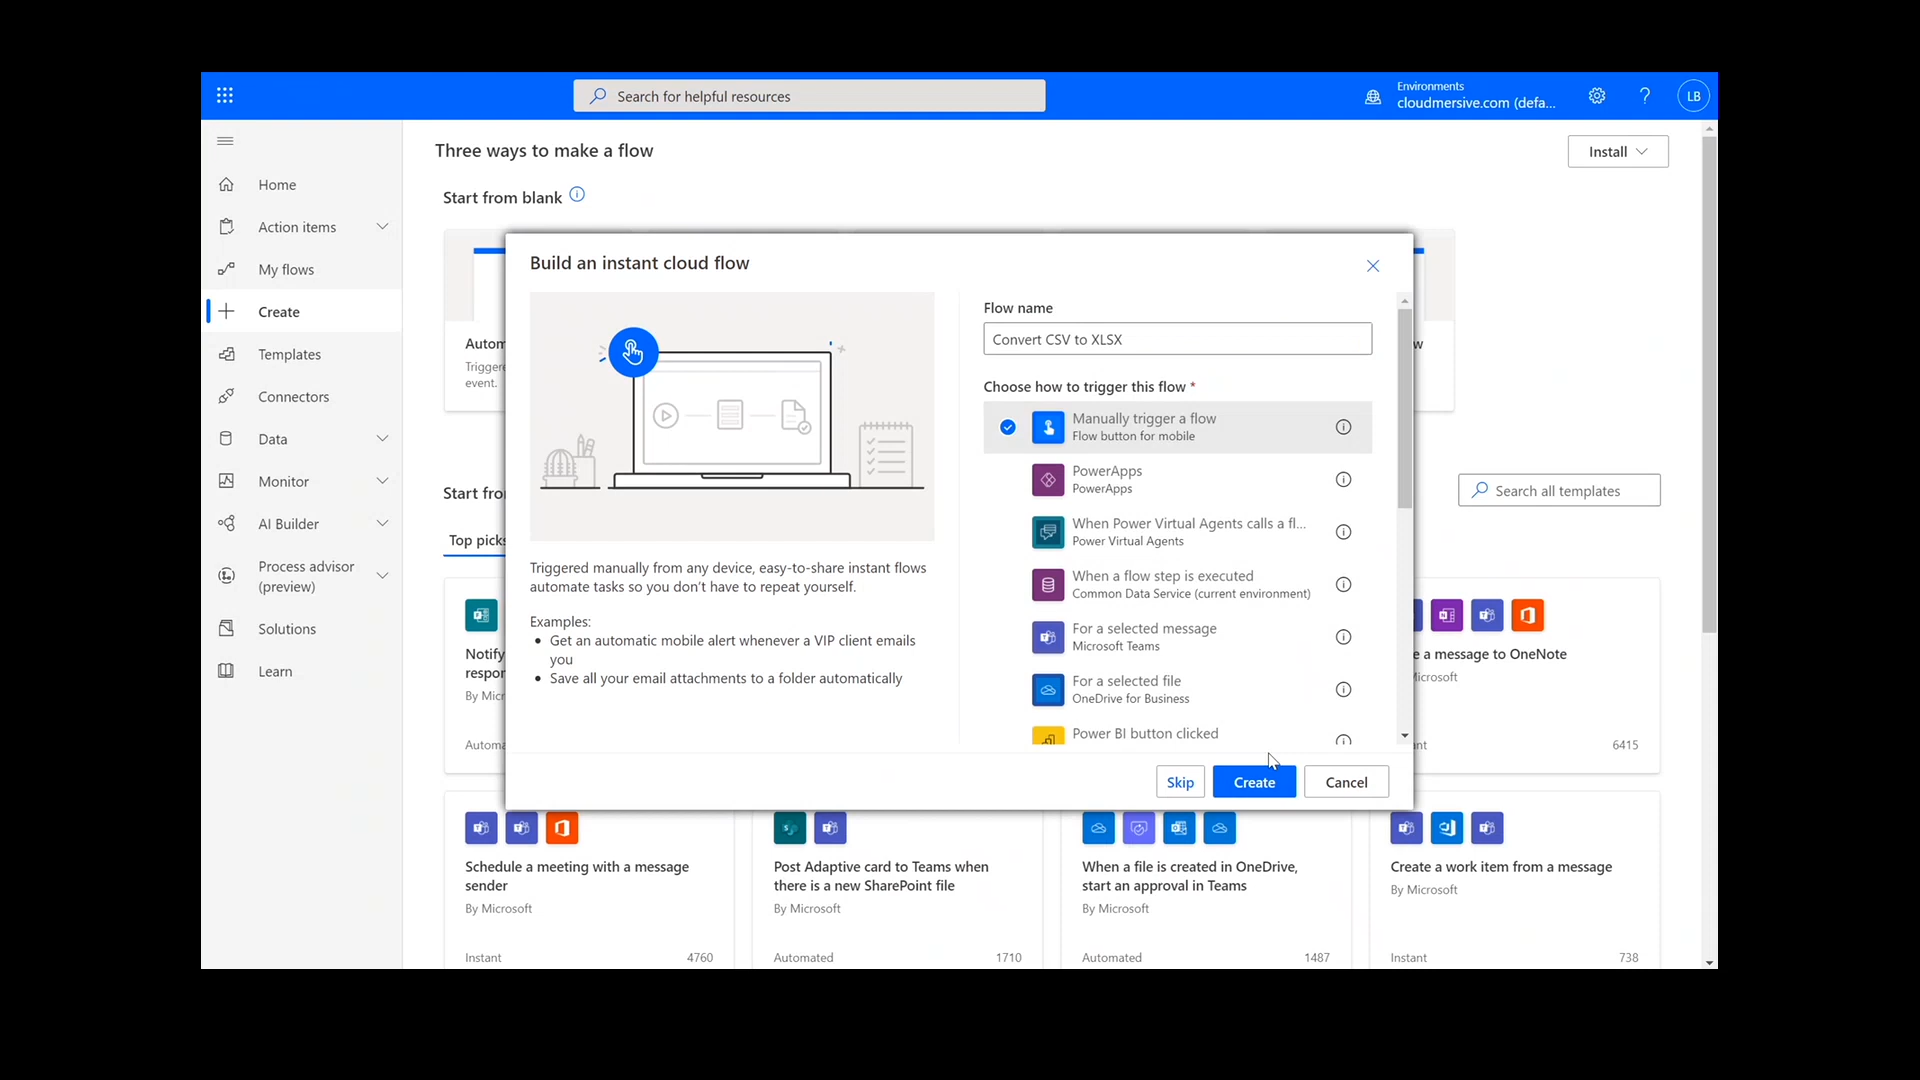 Search for helpful resources
Environments
cloudmersive.com (defa...
?
LB
Home
Action items
My flows
Create
Templates
Connectors
Data
Monitor
AI Builder
Process advisor
(preview)
Solutions
Learn
Three ways to make a flow
Install
Start from blank
Autom
Triggere
event.
w
Build an instant cloud flow
Triggered manually from any device, easy-to-share instant flows
automate tasks so you don't have to repeat yourself.
Examples:
• Get an automatic mobile alert whenever a VIP client emails
you
• Save all your email attachments to a folder automatically
Flow name
Convert CSV to XLSX
Choose how to trigger this flow *
Manually trigger a flow
Flow button for mobile
PowerApps
PowerApps
When Power Virtual Agents calls a fl...
Power Virtual Agents
When a flow step is executed
Common Data Service (current environment)
For a selected message
Microsoft Teams
For a selected file
OneDrive for Business
Power BI button clicked
Skip
Create
Cancel
Start fro
Search all templates
Top picks
Notify
respor
By Micr
Automa
e a message to OneNote
Microsoft
nt
6415
Schedule a meeting with a message
sender
By Microsoft
Instant
4760
Post Adaptive card to Teams when
there is a new SharePoint file
By Microsoft
Automated
1710
When a file is created in OneDrive,
start an approval in Teams
By Microsoft
Automated
1487
Create a work item from a message
By Microsoft
Instant
738